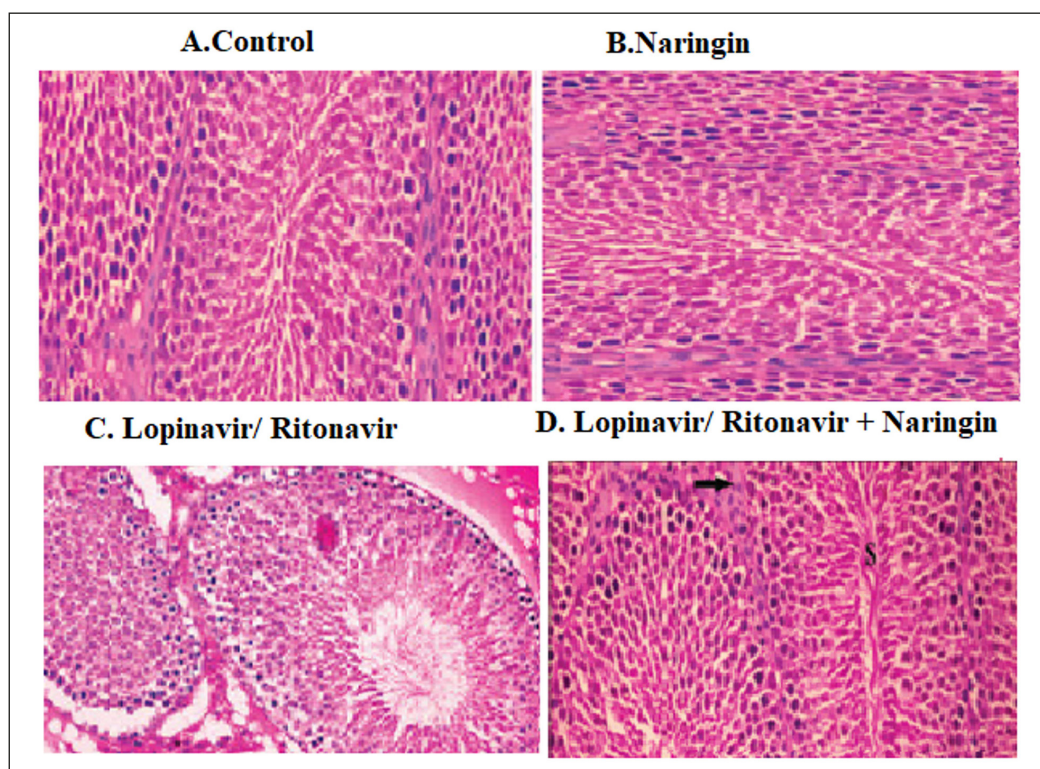 A.Control
B.Naringin
C. Lopinavir/ Ritonavir
D. Lopinavir/ Ritonavir + Naringin
S